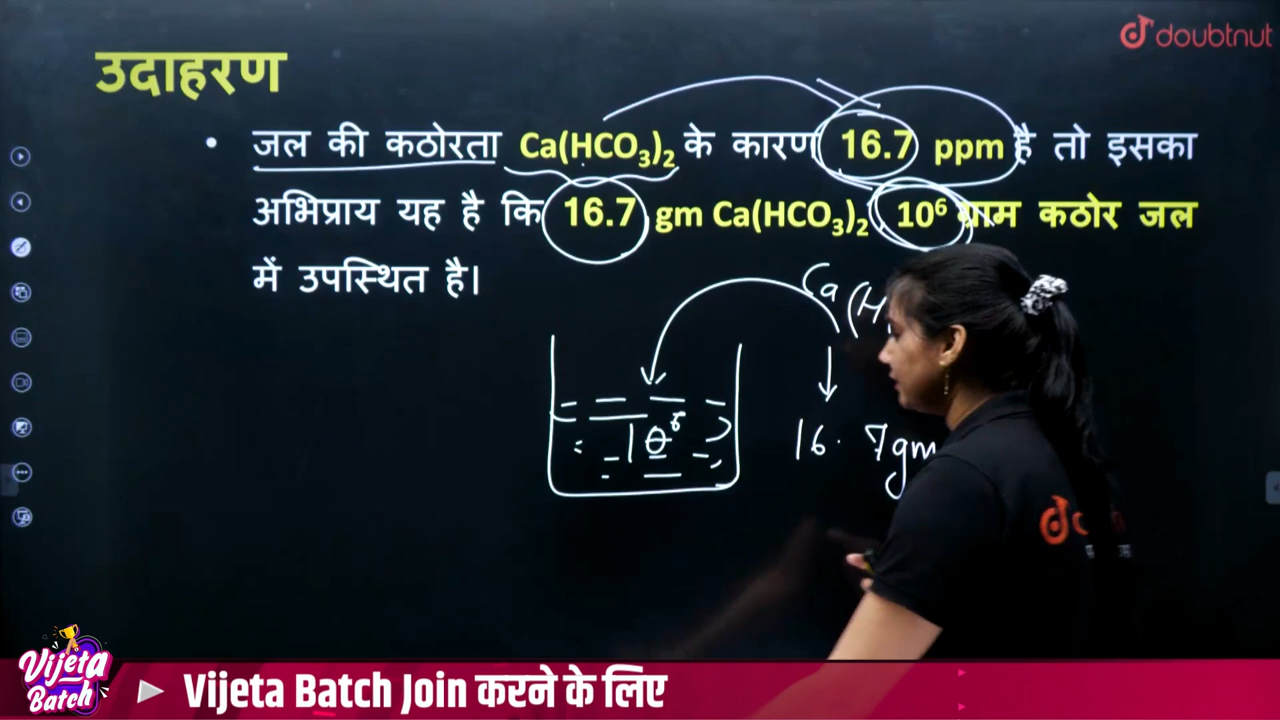 doubtnut
उदाहरण
• जल की कठोरता Ca(HCO₃)₂ के कारण 16.7 ppm है तो इसका
अभिप्राय यह है कि 16.7 gm Ca(HCO₃)₂, 10⁶ ग्राम कठोर जल
में उपस्थित है।
Ca (H
10⁶
16.7gm
Vijeta Batch
Vijeta Batch Join करने के लिए